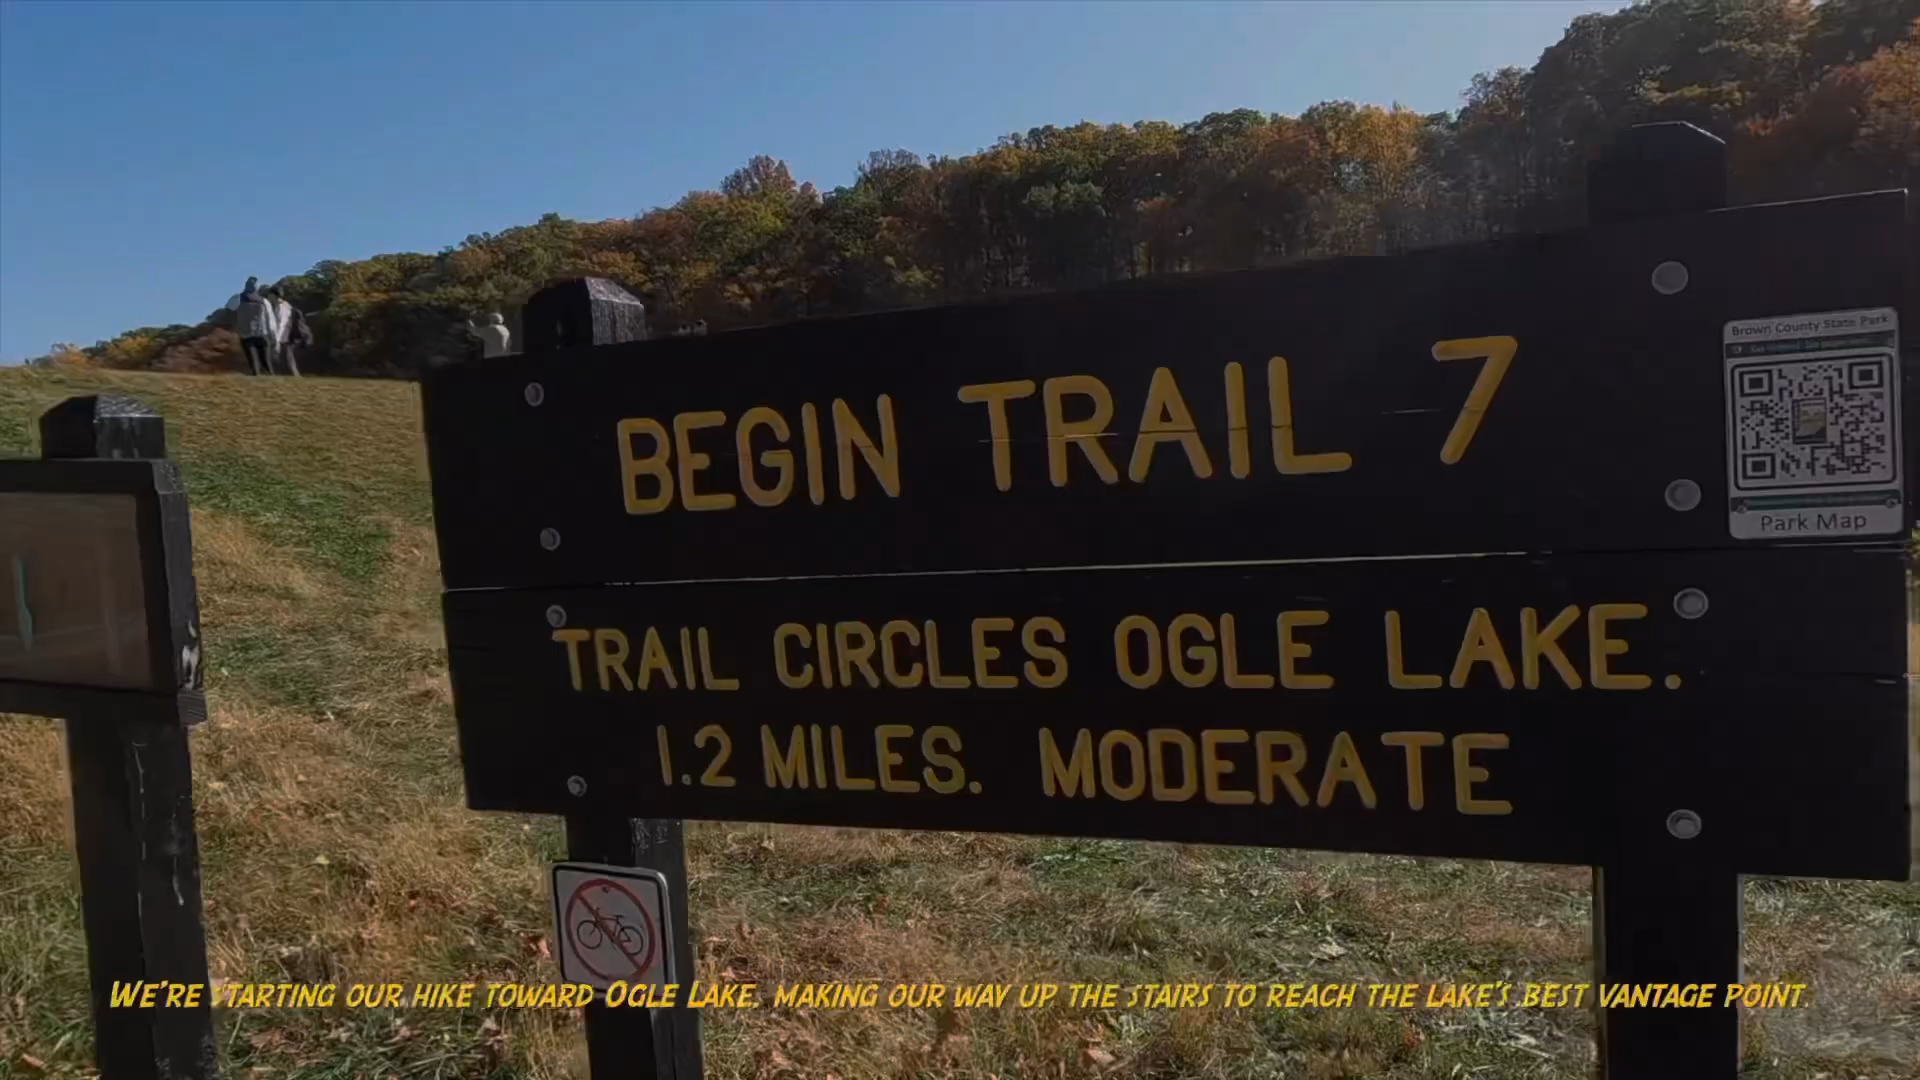 BEGIN TRAIL 7
Brown County State Park
Park Map
TRAIL CIRCLES OGLE LAKE.
1.2 MILES. MODERATE
WE'RE STARTING OUR HIKE TOWARD OGLE LAKE, MAKING OUR WAY UP THE STAIRS TO REACH THE LAKE'S BEST VANTAGE POINT.